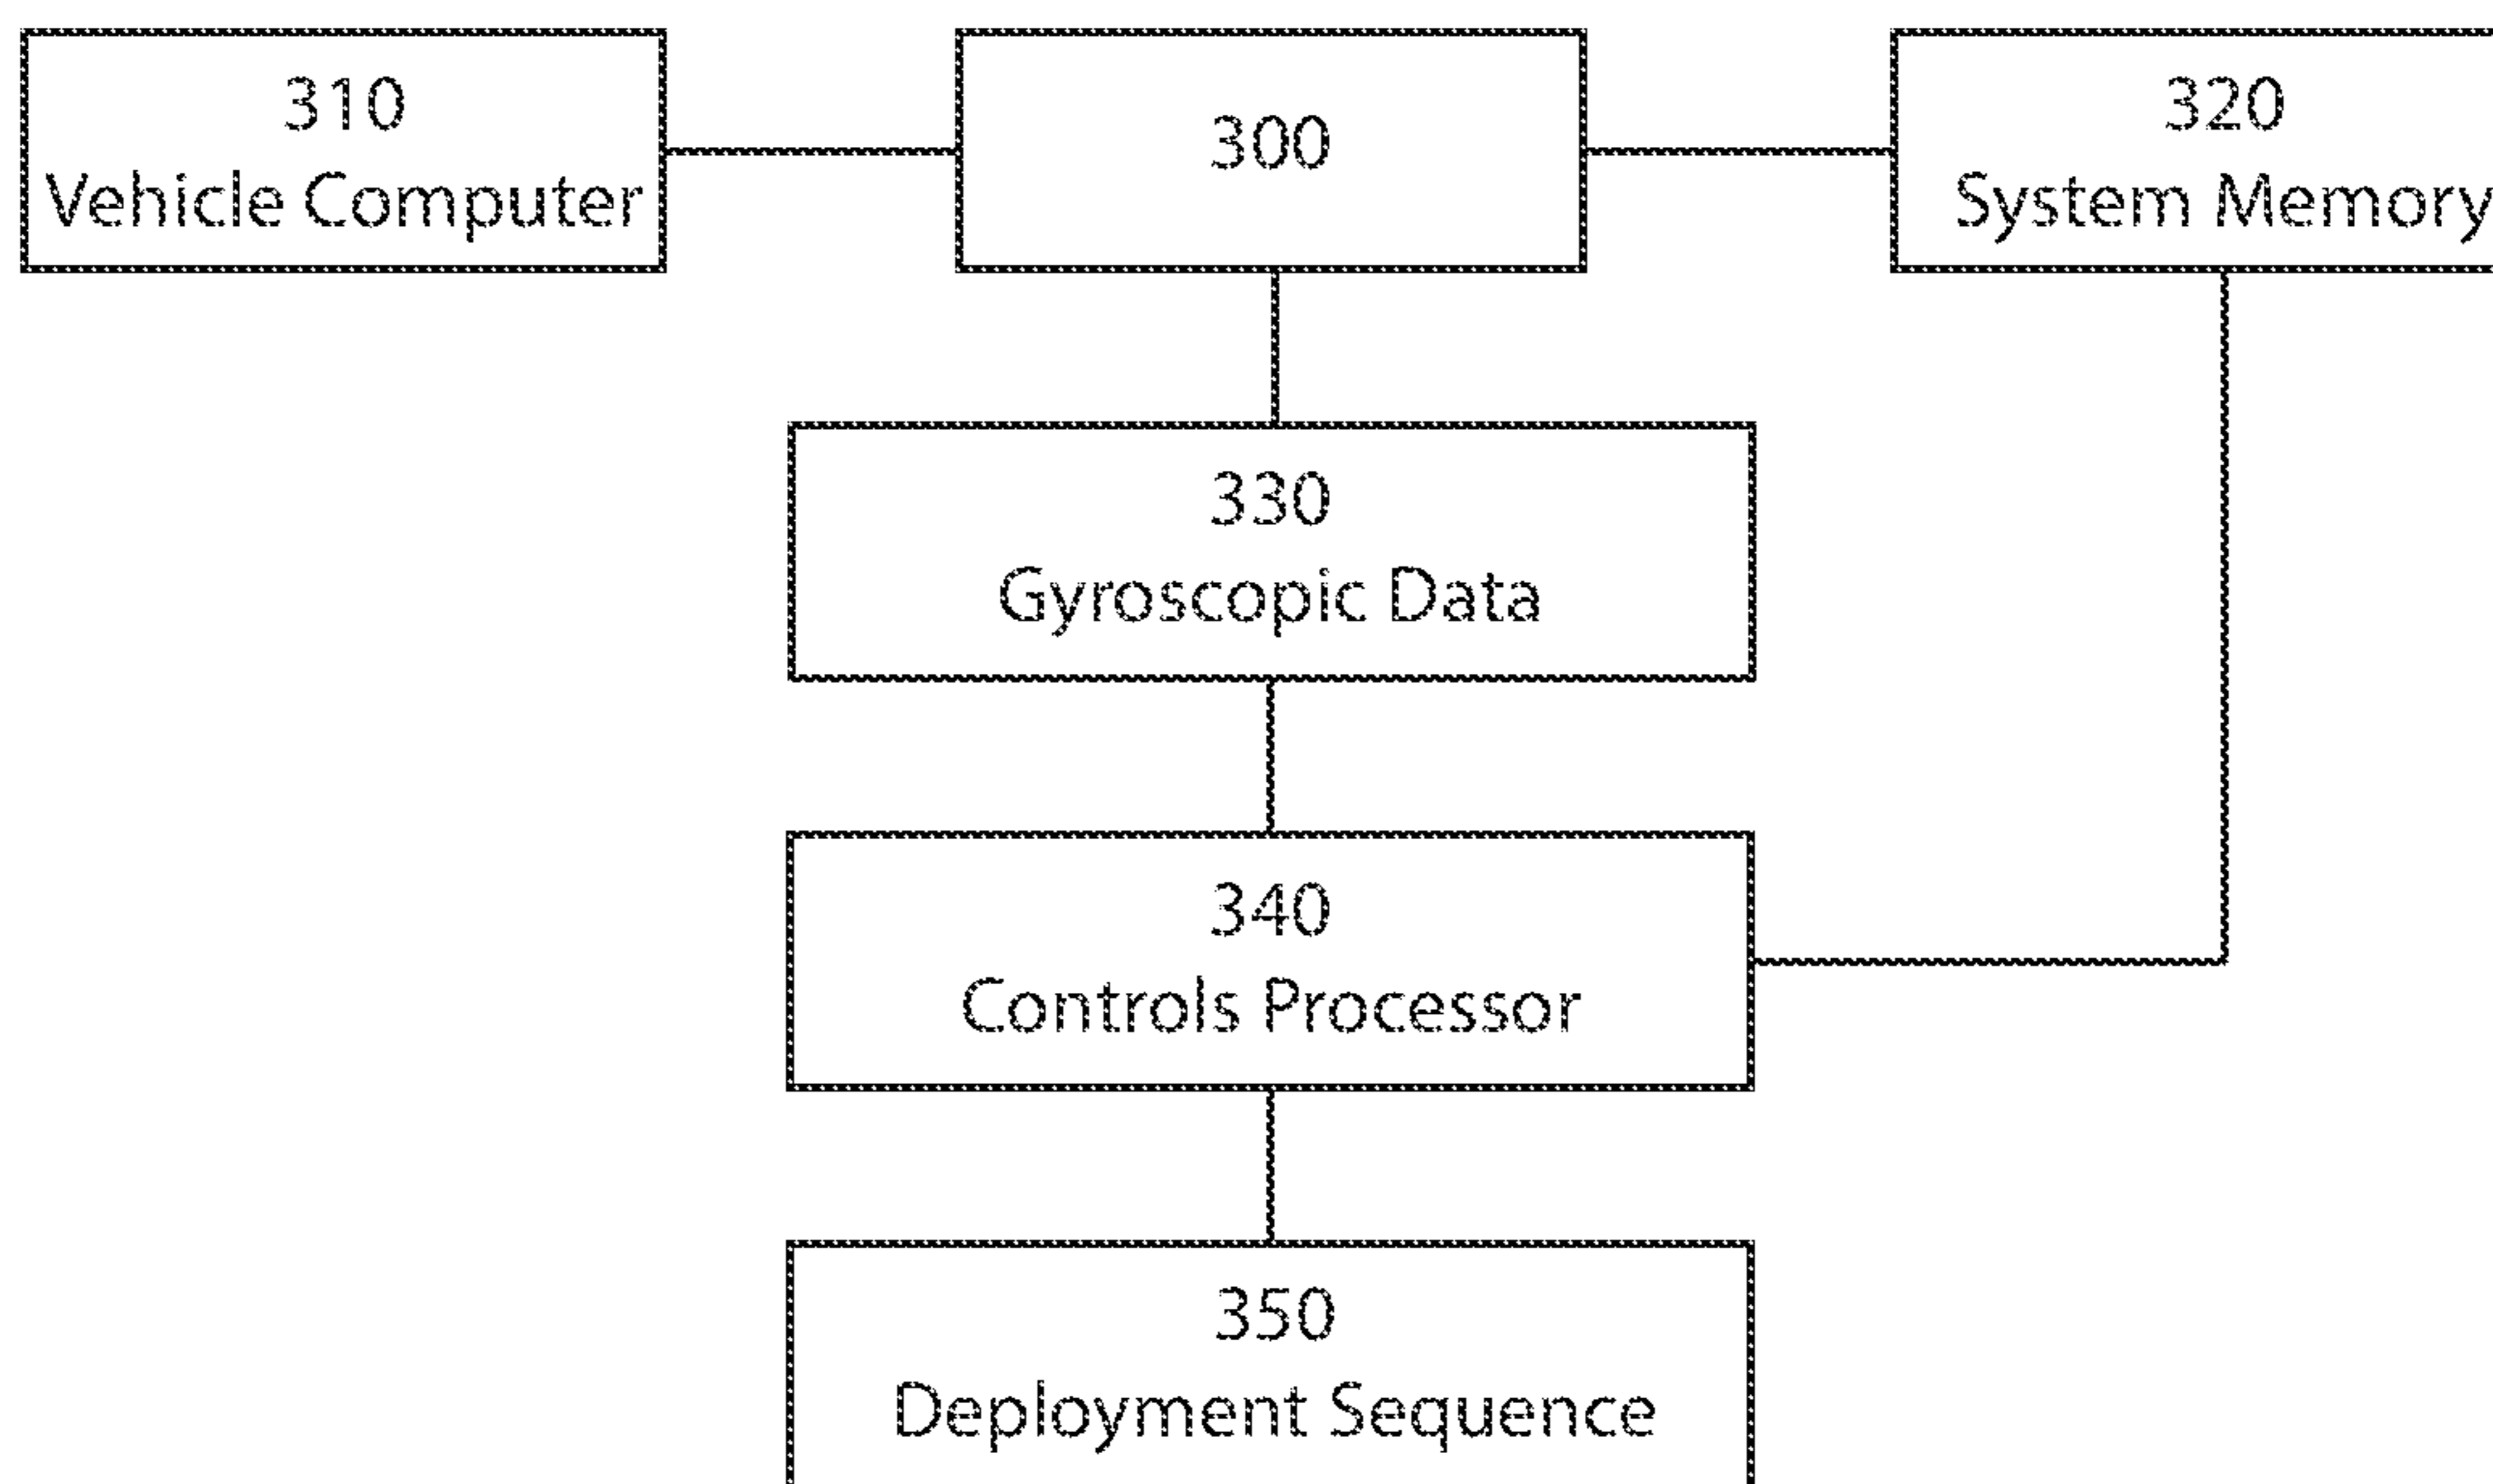 310
Vehicle Computer
300
320
System Memory
330
Gyroscopic Data
340
Controls Processor
350
Deployment Sequence